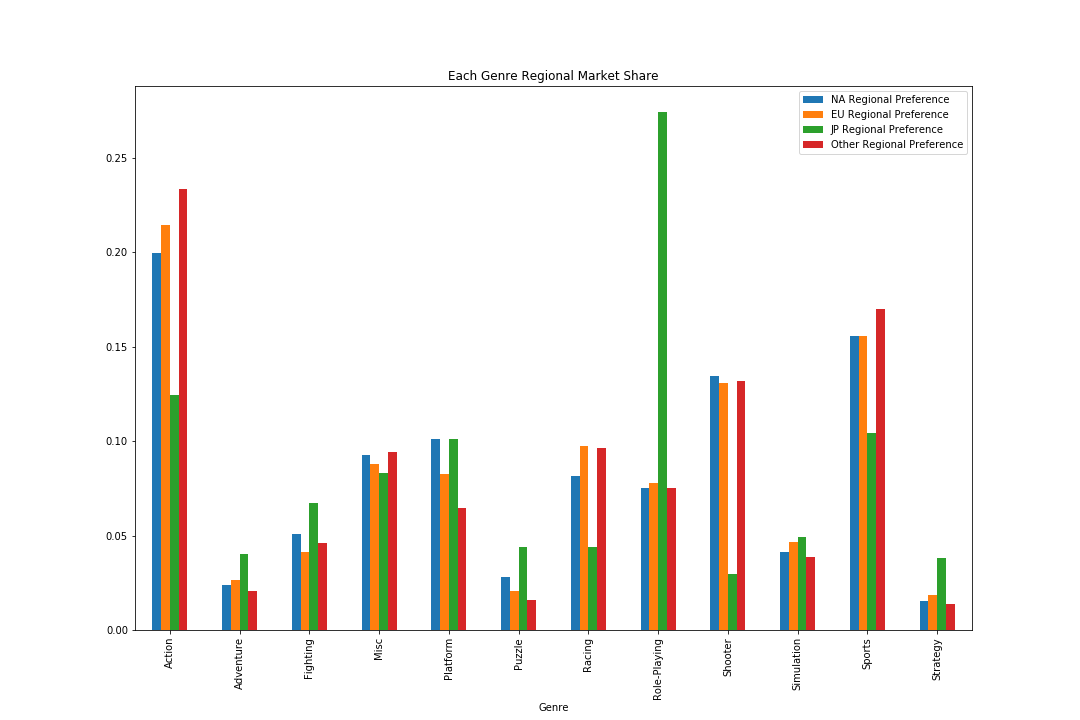 Each Genre Regional Market Share
NA Regional Preference
EU Regional Preference
JP Regional Preference
Other Regional Preference
0.25
0.20
0.15
0.10
0.05
0.00
Action
Adventure
Fighting
Misc
Platform
Puzzle
Racing
Role-Playing
Shooter
Simulation
Sports
Strategy
Genre